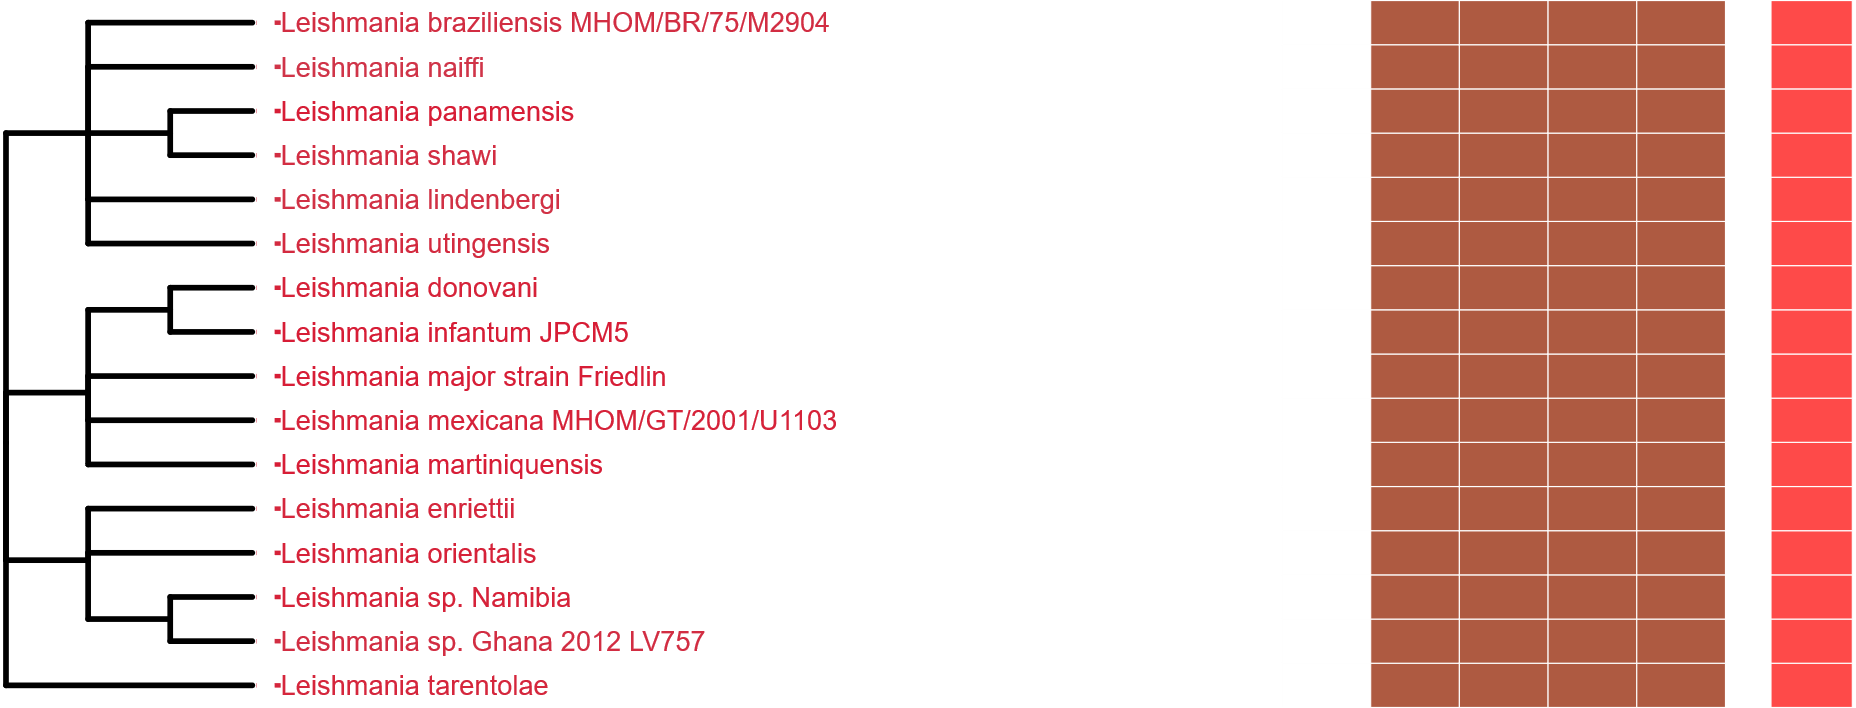 -Leishmania braziliensis MHOM/BR/75/M2904
-Leishmania naiffi
-Leishmania panamensis
-Leishmania shawi
-Leishmania lindenbergi
-Leishmania utingensis
-Leishmania donovani
-Leishmania infantum JPCM5
-Leishmania major strain Friedlin
-Leishmania mexicana MHOM/GT/2001/U1103
-Leishmania martiniquensis
-Leishmania enriettii
-Leishmania orientalis
-Leishmania sp. Namibia
-Leishmania sp. Ghana 2012 LV757
-Leishmania tarentolae